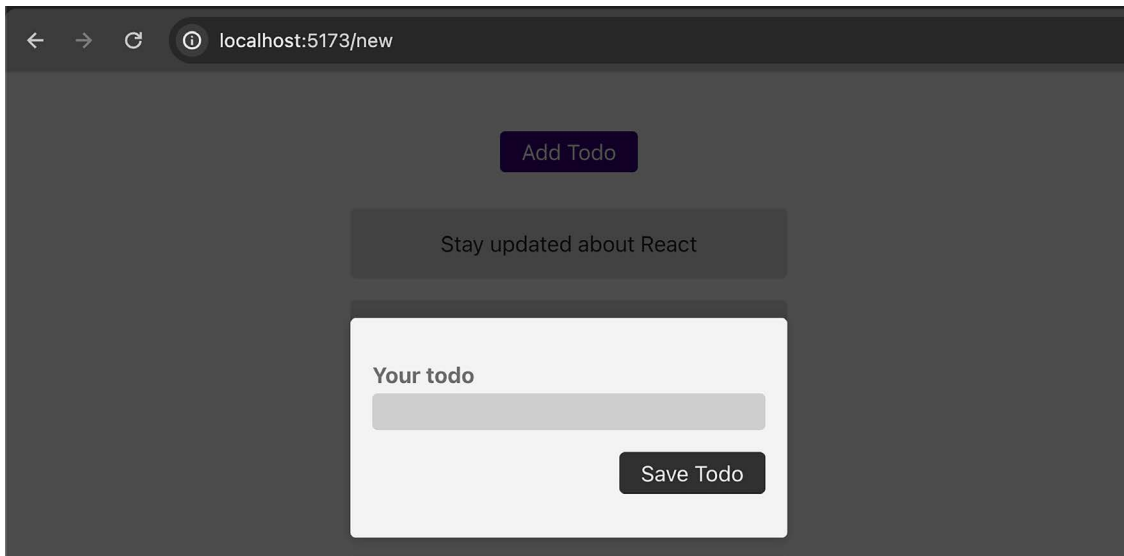 localhost:5173/new
Add Todo
Stay updated about React
Your todo
Save Todo